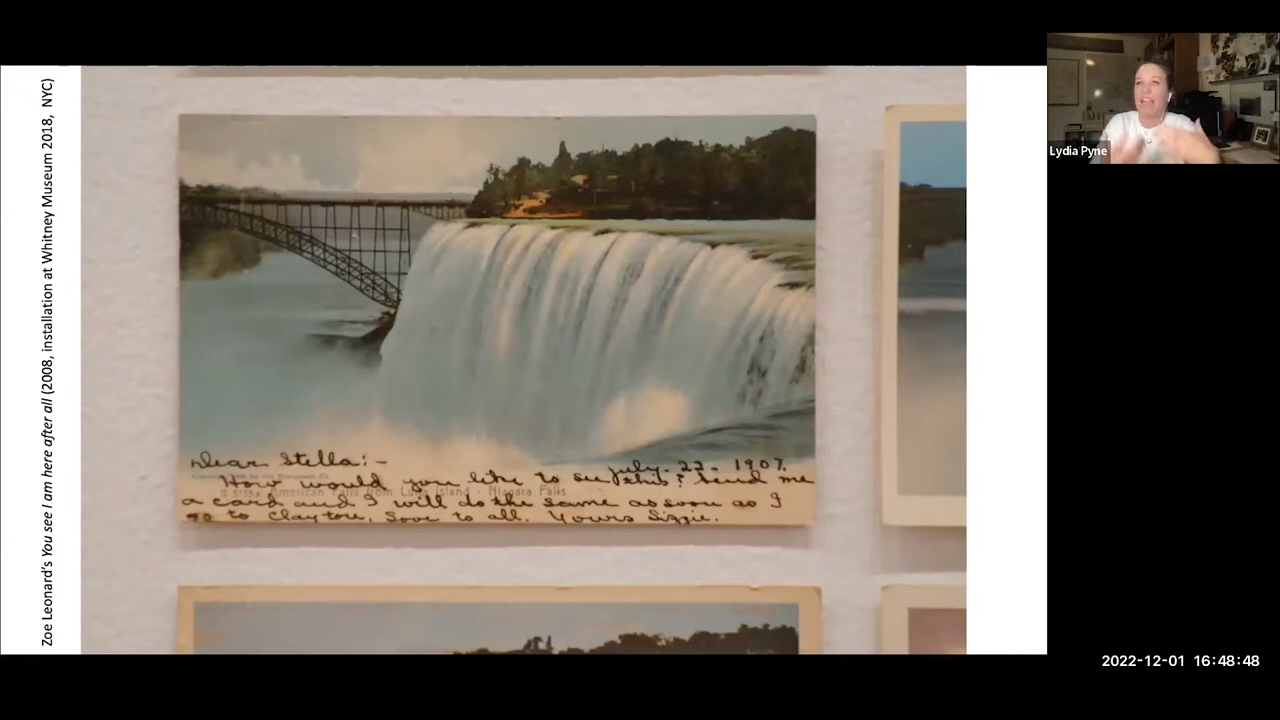 Zoe Leonard's You see I am here after all (2008, installation at Whitney Museum 2018, NYC)
Dear Stella:-
July - 22 - 1907.
How would you like to see this? Send me
a card and I will do the same as soon as I
go to Clayton, Love to all. Yours Lizzie.
American Falls from Luna Island - Niagara Falls
Lydia Pyne
2022-12-01 16:48:48